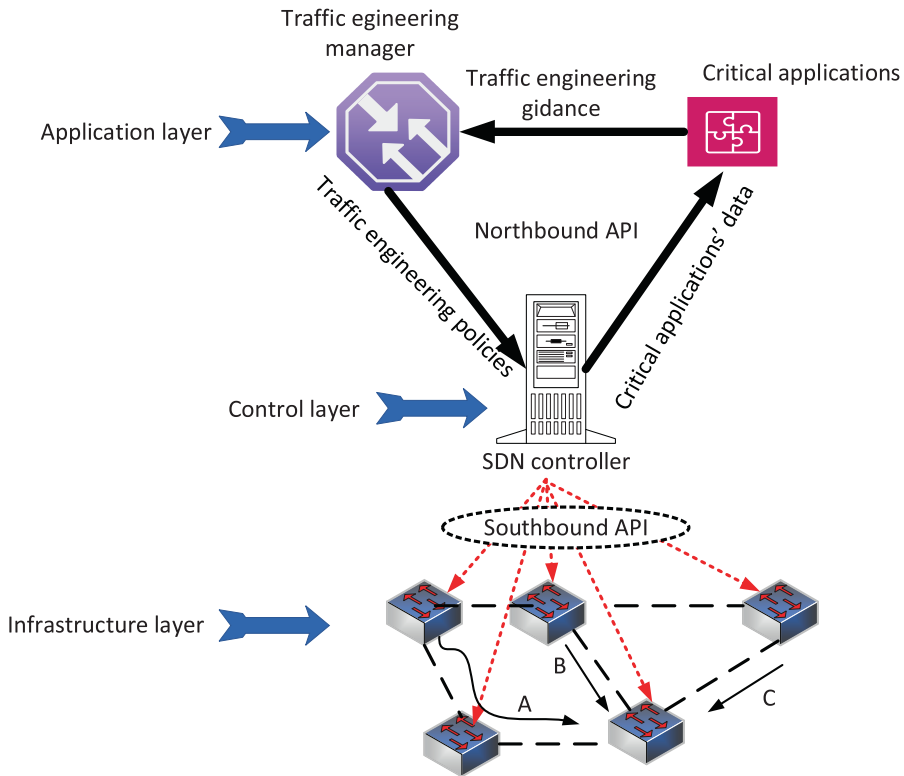 Traffic egineering
manager
Traffic engineering
gidance
Critical applications
Application layer
Traffic engineering policies
Northbound API
Critical applications' data
Control layer
SDN controller
Southbound API
Infrastructure layer
A
B
C